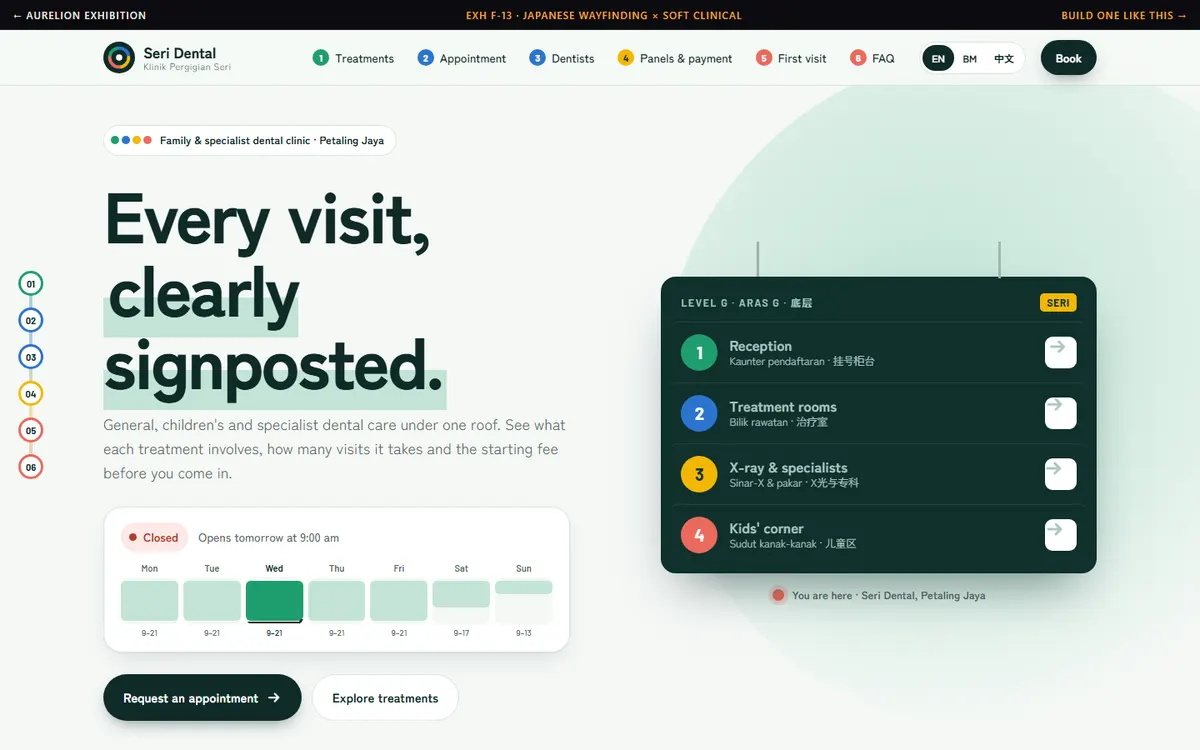 ← AURELION EXHIBITION
EXH F-13 · JAPANESE WAYFINDING × SOFT CLINICAL
BUILD ONE LIKE THIS →
Seri Dental
Klinik Pergigian Seri
1 Treatments
2 Appointment
3 Dentists
4 Panels & payment
5 First visit
6 FAQ
EN BM 中文
Book
Family & specialist dental clinic · Petaling Jaya
Every visit,
clearly
signposted.
01
02
03
04
05
06
General, children's and specialist dental care under one roof. See what
each treatment involves, how many visits it takes and the starting fee
before you come in.
Closed Opens tomorrow at 9:00 am
Mon Tue Wed Thu Fri Sat Sun
9–21 9–21 9–21 9–21 9–21 9–17 9–13
Request an appointment →
Explore treatments
LEVEL G · ARAS G · 底层
SERI
1 Reception →
Kaunter pendaftaran · 挂号柜台
2 Treatment rooms →
Bilik rawatan · 治疗室
3 X-ray & specialists →
Sinar-X & pakar · X光与专科
4 Kids' corner →
Sudut kanak-kanak · 儿童区
You are here · Seri Dental, Petaling Jaya